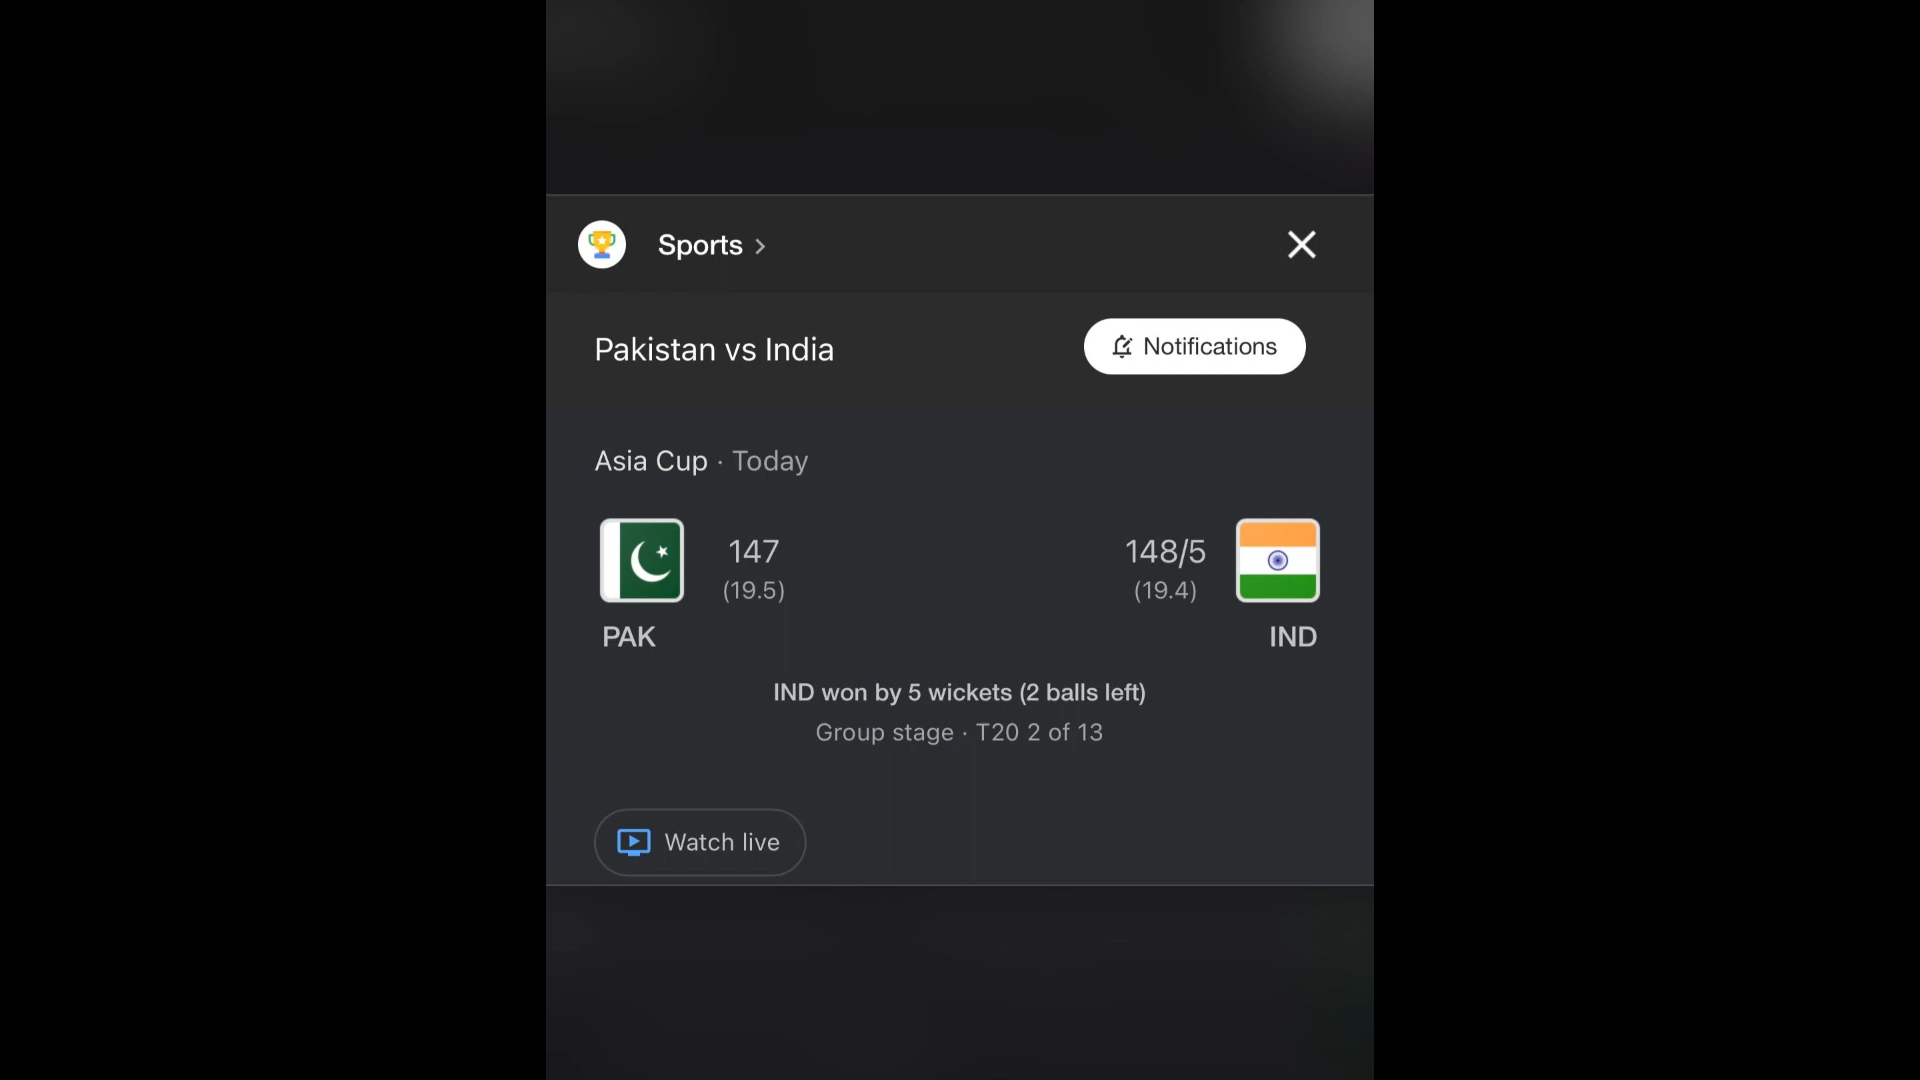 Sports
Pakistan vs India
Notifications
Asia Cup · Today
147
148/5
(19.5)
(19.4)
PAK
IND
IND won by 5 wickets (2 balls left)
Group stage · T20 2 of 13
Watch live